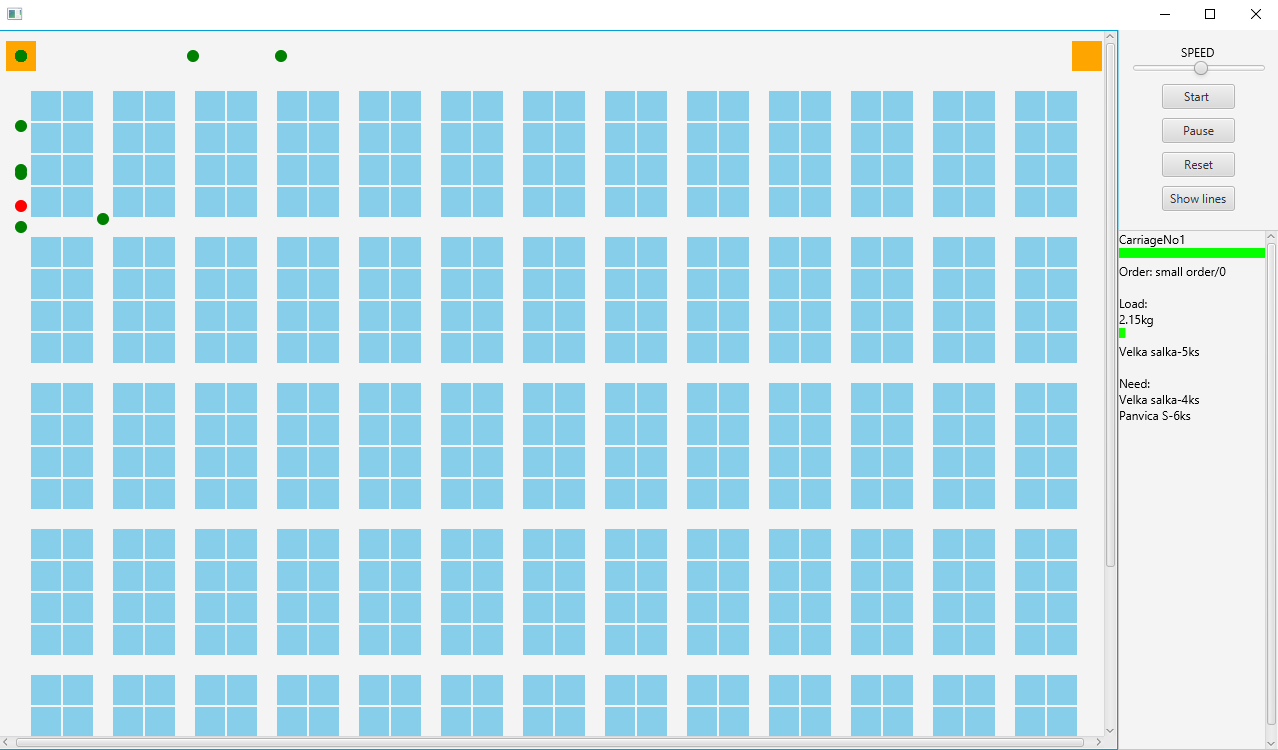 SPEED
Start
Pause
Reset
Show lines
CarriageNo1
Order: small order/0
Load:
2.15kg
Velka salka-5ks
Need:
Velka salka-4ks
Panvica S-6ks